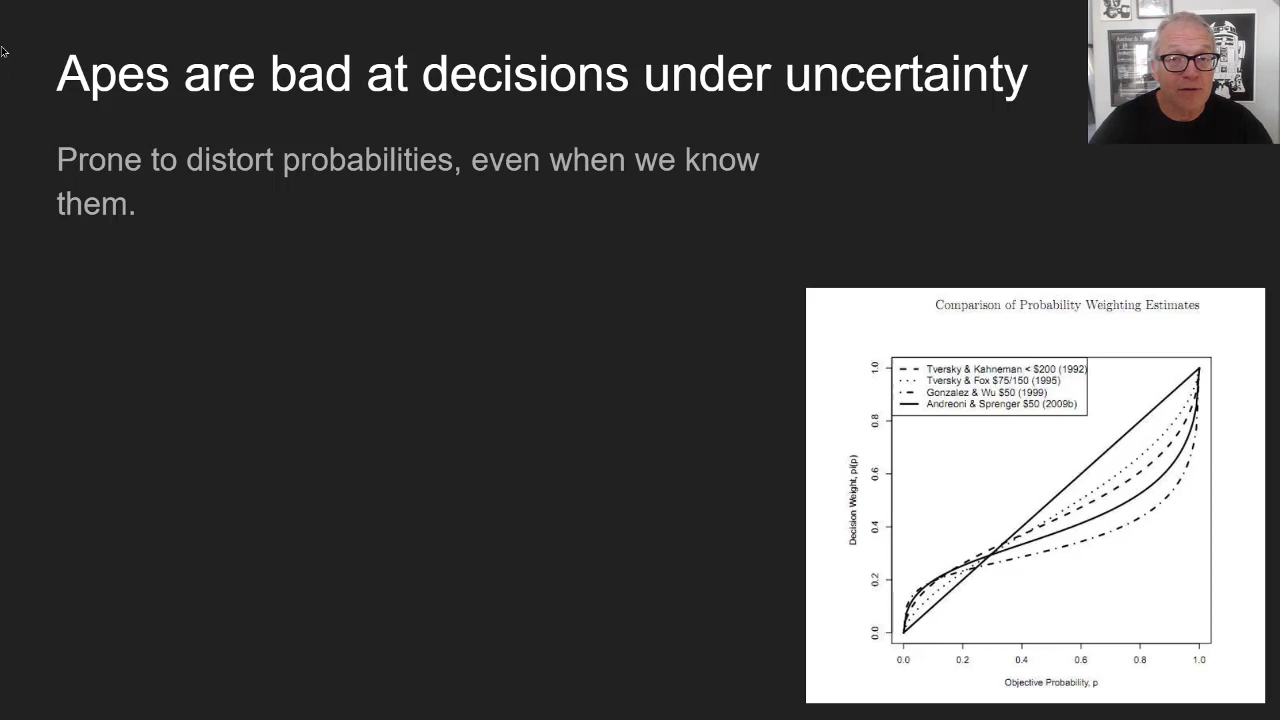 Apes are bad at decisions under uncertainty
Prone to distort probabilities, even when we know
them.
Comparison of Probability Weighting Estimates
Tversky & Kahneman < $200 (1992)
Tversky & Fox $75/150 (1995)
Gonzalez & Wu $50 (1999)
Andreoni & Sprenger $50 (2009b)
Decision Weight, pi(p)
1.0
0.8
0.6
0.4
0.2
0.0
0.0 0.2 0.4 0.6 0.8 1.0
Objective Probability, p